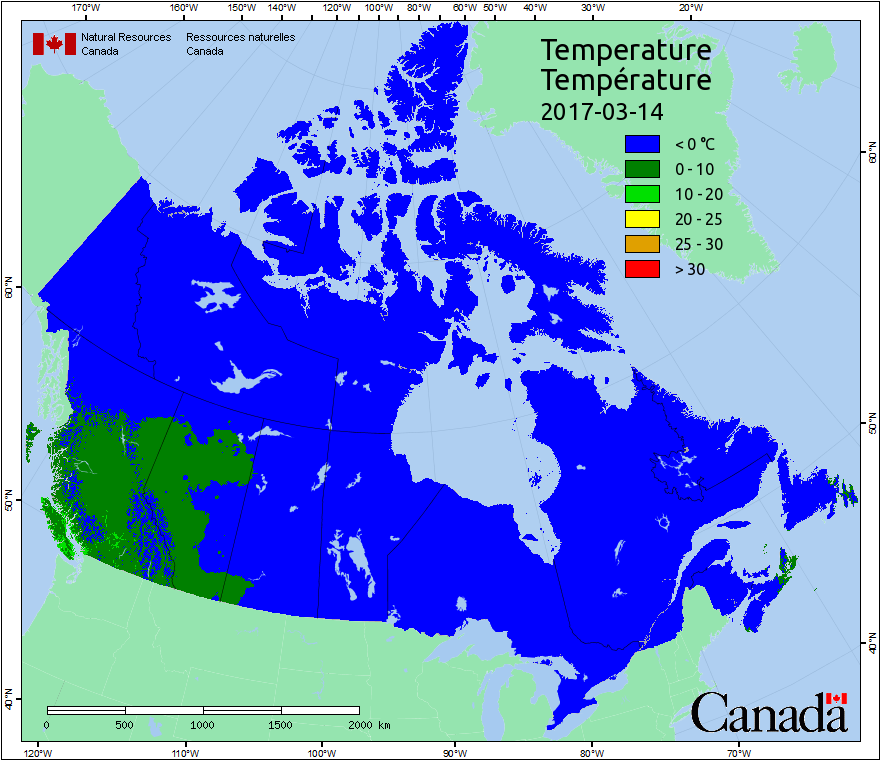 170°W 160°W 150°W 140°W 130°W 120°W 110°W 100°W 90°W 80°W 70°W 60°W 50°W 40°W 30°W 20°W
Natural Resources Canada
Ressources naturelles Canada
Temperature
Température
2017-03-14
< 0 °C
0 - 10
10 - 20
20 - 25
25 - 30
> 30
60°N
50°N
40°N
60°N
50°N
40°N
0 500 1000 1500 2000 km
Canada
120°W 110°W 100°W 90°W 80°W 70°W